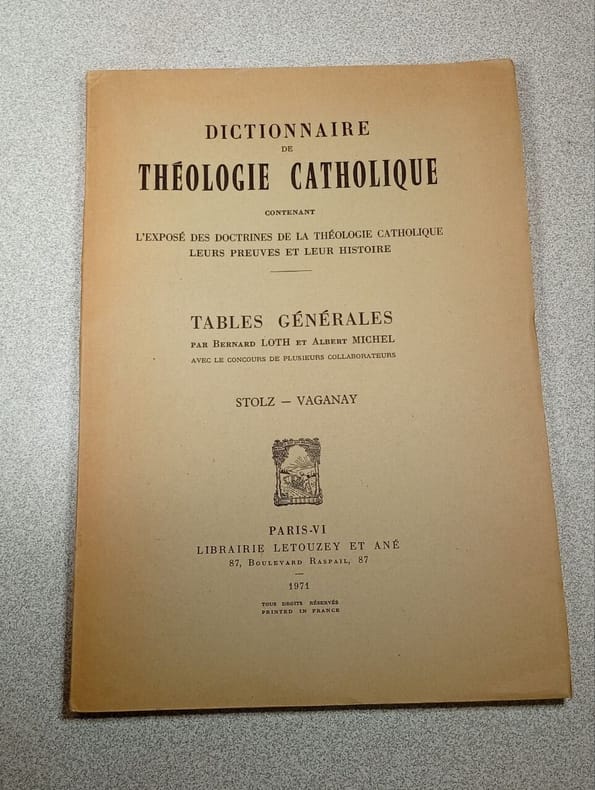 DICTIONNAIRE
DE
THÉOLOGIE CATHOLIQUE
CONTENANT
L'EXPOSÉ DES DOCTRINES DE LA THÉOLOGIE CATHOLIQUE
LEURS PREUVES ET LEUR HISTOIRE
TABLES GÉNÉRALES
PAR BERNARD LOTH ET ALBERT MICHEL
AVEC LE CONCOURS DE PLUSIEURS COLLABORATEURS
STOLZ — VAGANAY
PARIS-VI
LIBRAIRIE LETOUZEY ET ANÉ
87, BOULEVARD RASPAIL, 87
1971
TOUS DROITS RÉSERVÉS
PRINTED IN FRANCE